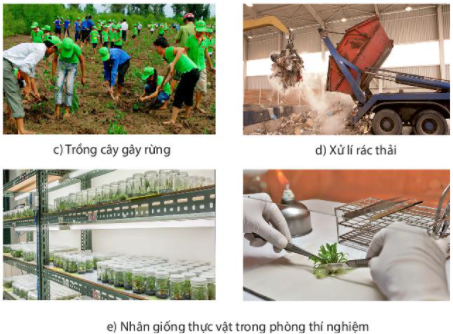 c) Trồng cây gây rừng
d) Xử lí rác thải
e) Nhân giống thực vật trong phòng thí nghiệm